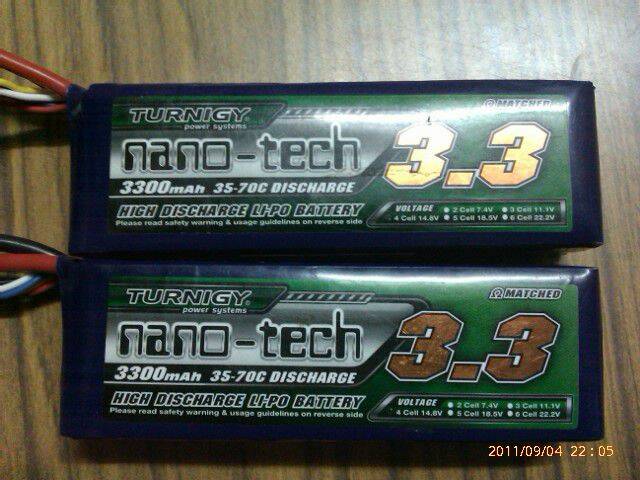 TURNIGY
power systems
Ω MATCHED
nano-tech
3.3
3300mAh 35-70C DISCHARGE
HIGH DISCHARGE LI-PO BATTERY
Please read safety warning & usage guidelines on reverse side
VOLTAGE 2 Cell 7.4V 3 Cell 11.1V
4 Cell 14.8V 5 Cell 18.5V 6 Cell 22.2V
TURNIGY
power systems
Ω MATCHED
nano-tech
3.3
3300mAh 35-70C DISCHARGE
HIGH DISCHARGE LI-PO BATTERY
Please read safety warning & usage guidelines on reverse side
VOLTAGE 2 Cell 7.4V 3 Cell 11.1V
4 Cell 14.8V 5 Cell 18.5V 6 Cell 22.2V
2011/09/04 22:05